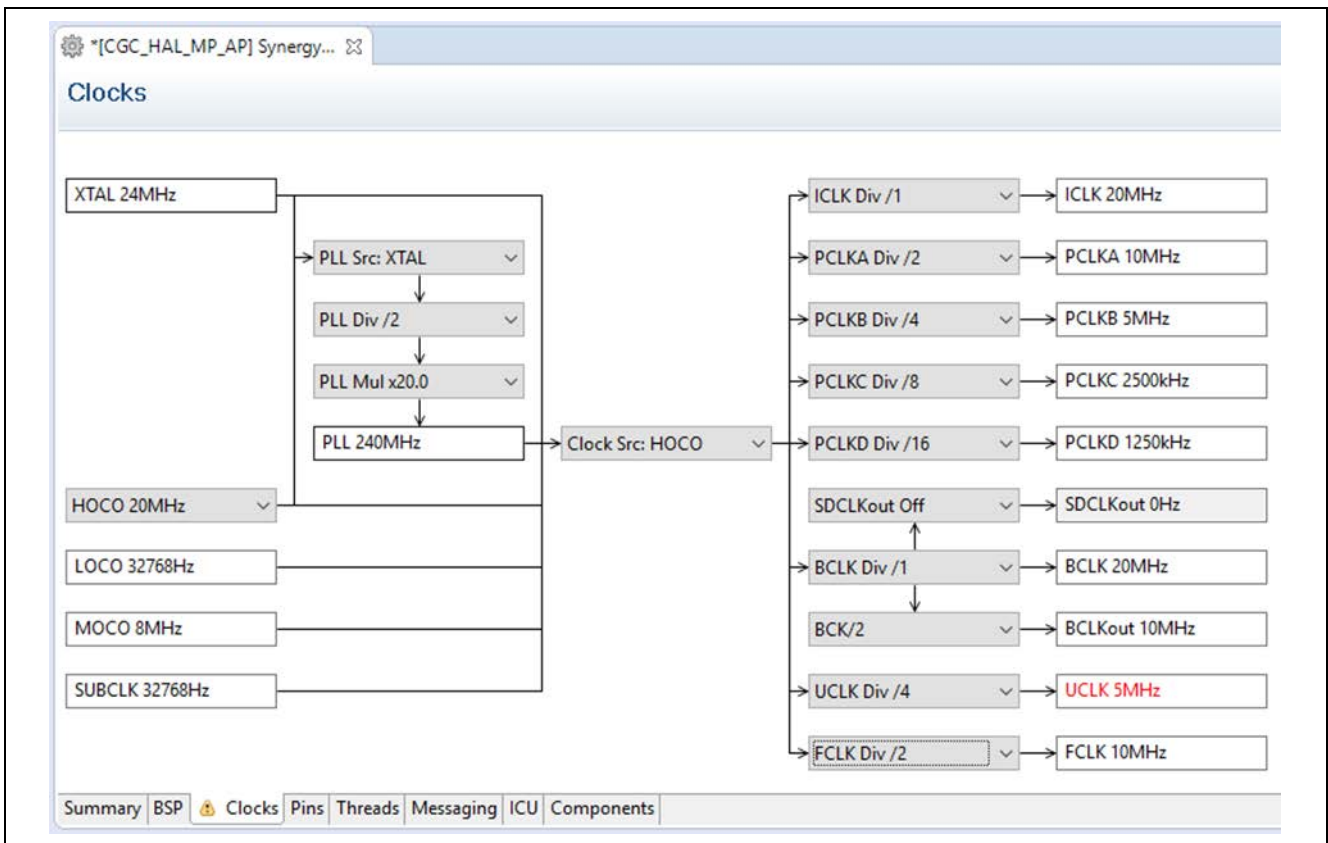 *[CGC_HAL_MP_AP] Synergy...
Clocks
XTAL 24MHz
ICLK Div /1
ICLK 20MHz
PLL Src: XTAL
PCLKA Div /2
PCLKA 10MHz
PLL Div /2
PCLKB Div /4
PCLKB 5MHz
PLL Mul x20.0
PCLKC Div /8
PCLKC 2500kHz
PLL 240MHz
Clock Src: HOCO
PCLKD Div /16
PCLKD 1250kHz
HOCO 20MHz
SDCLKout Off
SDCLKout 0Hz
LOCO 32768Hz
BCLK Div /1
BCLK 20MHz
MOCO 8MHz
BCK/2
BCLKout 10MHz
SUBCLK 32768Hz
UCLK Div /4
UCLK 5MHz
FCLK Div /2
FCLK 10MHz
Summary BSP Clocks Pins Threads Messaging ICU Components